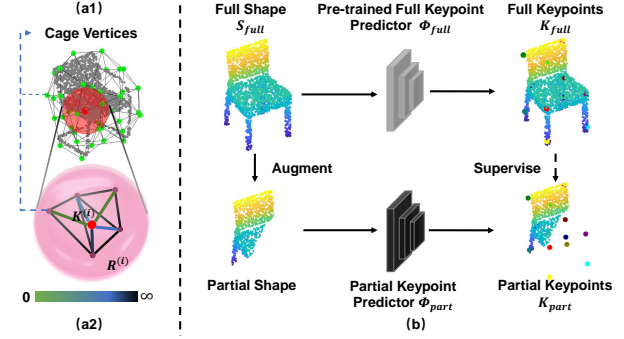 (a1)
Cage Vertices
K^(i)
R^(i)
0
∞
(a2)
Full Shape
S_full
Pre-trained Full Keypoint
Predictor Φ_full
Full Keypoints
K_full
Augment
Supervise
Partial Shape
Partial Keypoint
Predictor Φ_part
Partial Keypoints
K_part
(b)